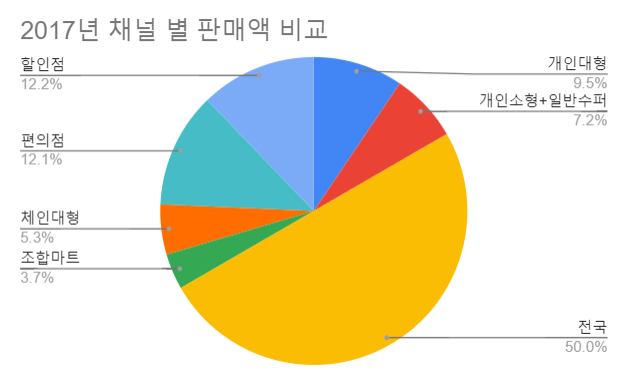 2017년 채널 별 판매액 비교
할인점
12.2%
편의점
12.1%
체인대형
5.3%
조합마트
3.7%
개인대형
9.5%
개인소형+일반수퍼
7.2%
전국
50.0%